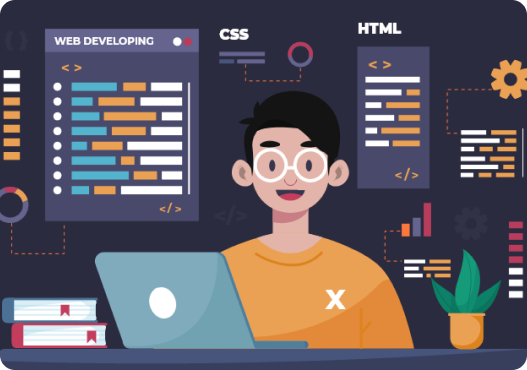 CSS
HTML
WEB DEVELOPING
< >
< >
</>
</>
</>
{ }
X